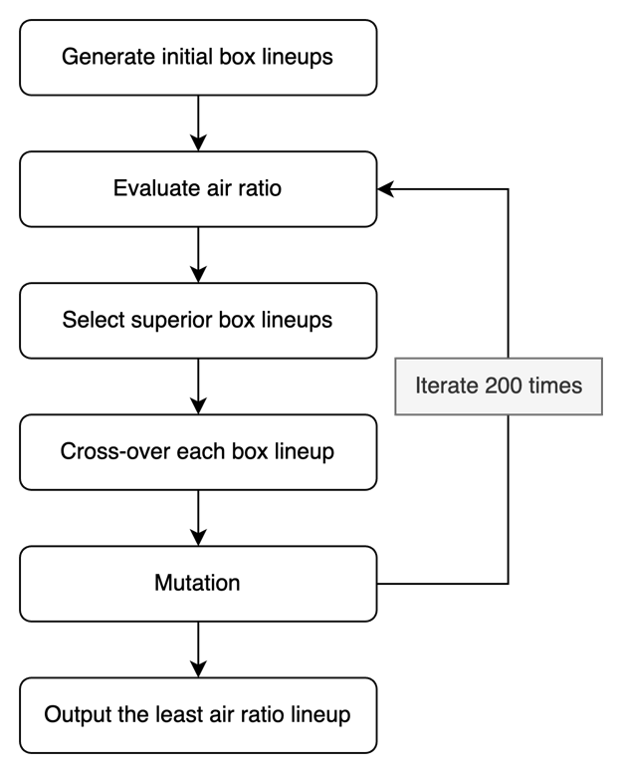 Generate initial box lineups
Evaluate air ratio
Select superior box lineups
Iterate 200 times
Cross-over each box lineup
Mutation
Output the least air ratio lineup